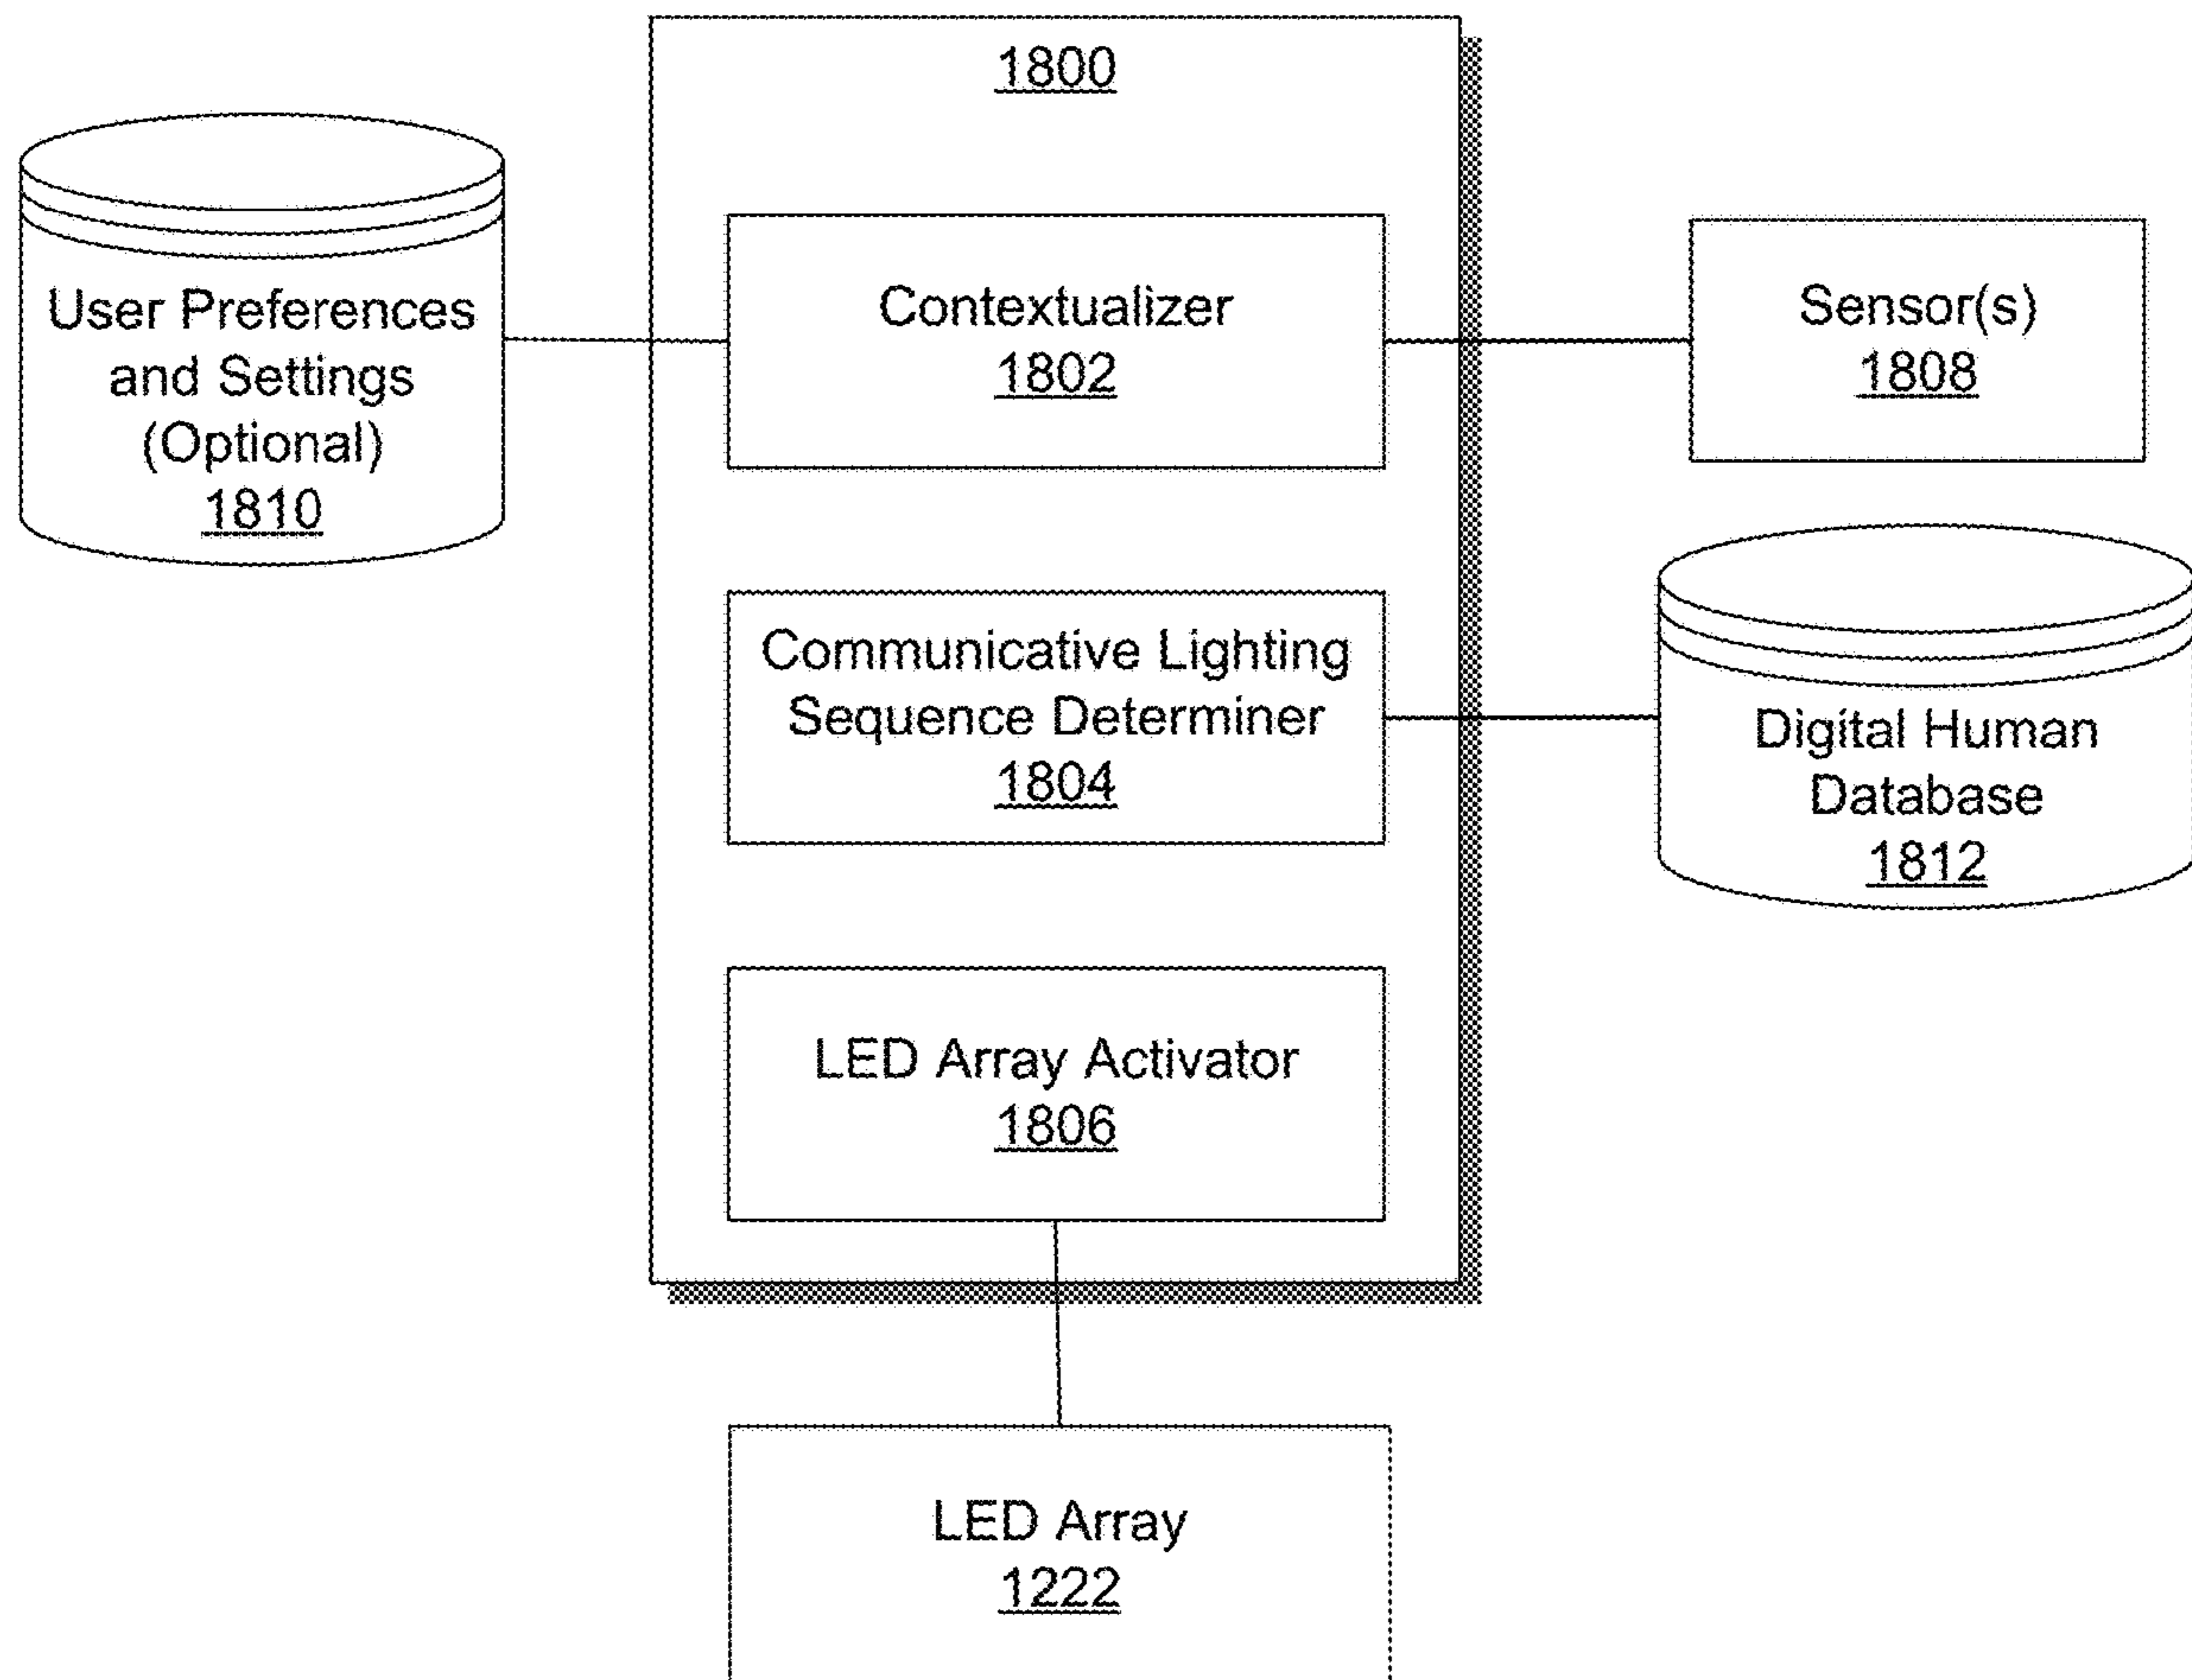 1800
User Preferences
and Settings
(Optional)
1810
Contextualizer
1802
Sensor(s)
1808
Communicative Lighting
Sequence Determiner
1804
Digital Human
Database
1812
LED Array Activator
1806
LED Array
1222